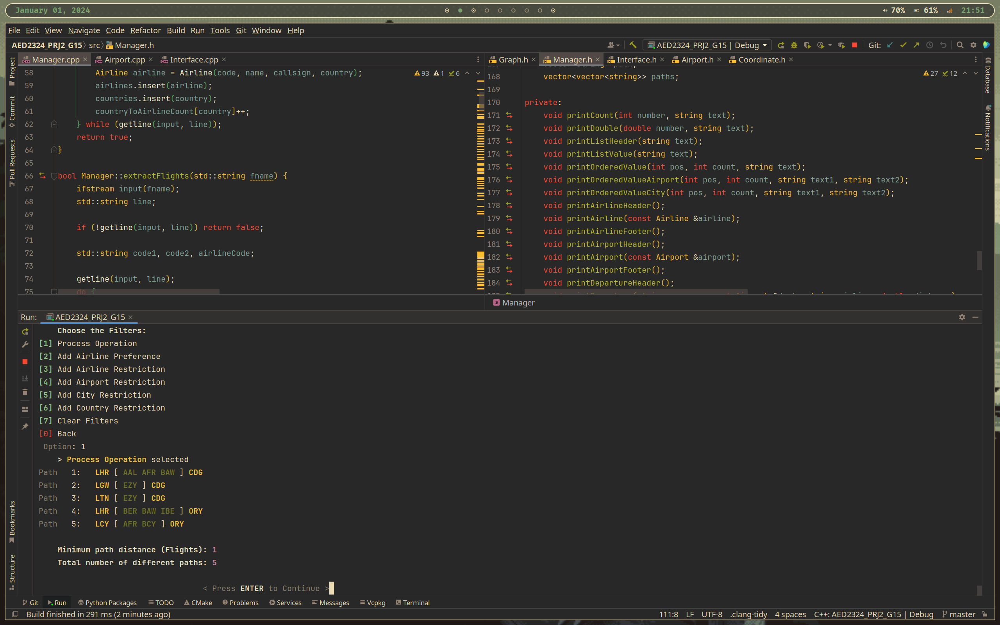 January 01, 2024
70% 61% 21:51
File Edit View Navigate Code Refactor Build Run Tools Git Window Help
AED2324_PRJ2_G15 src Manager.h
AED2324_PRJ2_G15 | Debug Git:
Project
Commit
Pull Requests
Bookmarks
Structure
Manager.cpp Airport.cpp Interface.cpp
93 1 6
58 Airline airline = Airline(code, name, callsign, country);
59 airlines.insert(airline);
60 countries.insert(country);
61 countryToAirlineCount[country]++;
62 } while (getline(input, line));
63 return true;
64 }
65
66 bool Manager::extractFlights(std::string fname) {
67 ifstream input(fname);
68 std::string line;
69
70 if (!getline(input, line)) return false;
71
72 std::string code1, code2, airlineCode;
73
74 getline(input, line);
75 do {
Graph.h Manager.h Interface.h Airport.h Coordinate.h
27 12
168 vector<vector<string>> paths;
169
170 private:
171 void printCount(int number, string text);
172 void printDouble(double number, string text);
173 void printListHeader(string text);
174 void printListValue(string text);
175 void printOrderedValue(int pos, int count, string text);
176 void printOrderedValueAirport(int pos, int count, string text1, string text2);
177 void printOrderedValueCity(int pos, int count, string text1, string text2);
178 void printAirlineHeader();
179 void printAirline(const Airline &airline);
180 void printAirlineFooter();
181 void printAirportHeader();
182 void printAirport(const Airport &airport);
183 void printAirportFooter();
184 void printDepartureHeader();
S Manager
Database
Notifications
Run: AED2324_PRJ2_G15
Choose the Filters:
[1] Process Operation
[2] Add Airline Preference
[3] Add Airline Restriction
[4] Add Airport Restriction
[5] Add City Restriction
[6] Add Country Restriction
[7] Clear Filters
[0] Back
Option: 1
> Process Operation selected
Path 1: LHR [ AAL AFR BAW ] CDG
Path 2: LGW [ EZY ] CDG
Path 3: LTN [ EZY ] CDG
Path 4: LHR [ BER BAW IBE ] ORY
Path 5: LCY [ AFR BCY ] ORY
Minimum path distance (Flights): 1
Total number of different paths: 5
< Press ENTER to Continue >
Git Run Python Packages TODO CMake Problems Services Messages Vcpkg Terminal
Build finished in 291 ms (2 minutes ago)
111:8 LF UTF-8 .clang-tidy 4 spaces C++: AED2324_PRJ2_G15 | Debug master